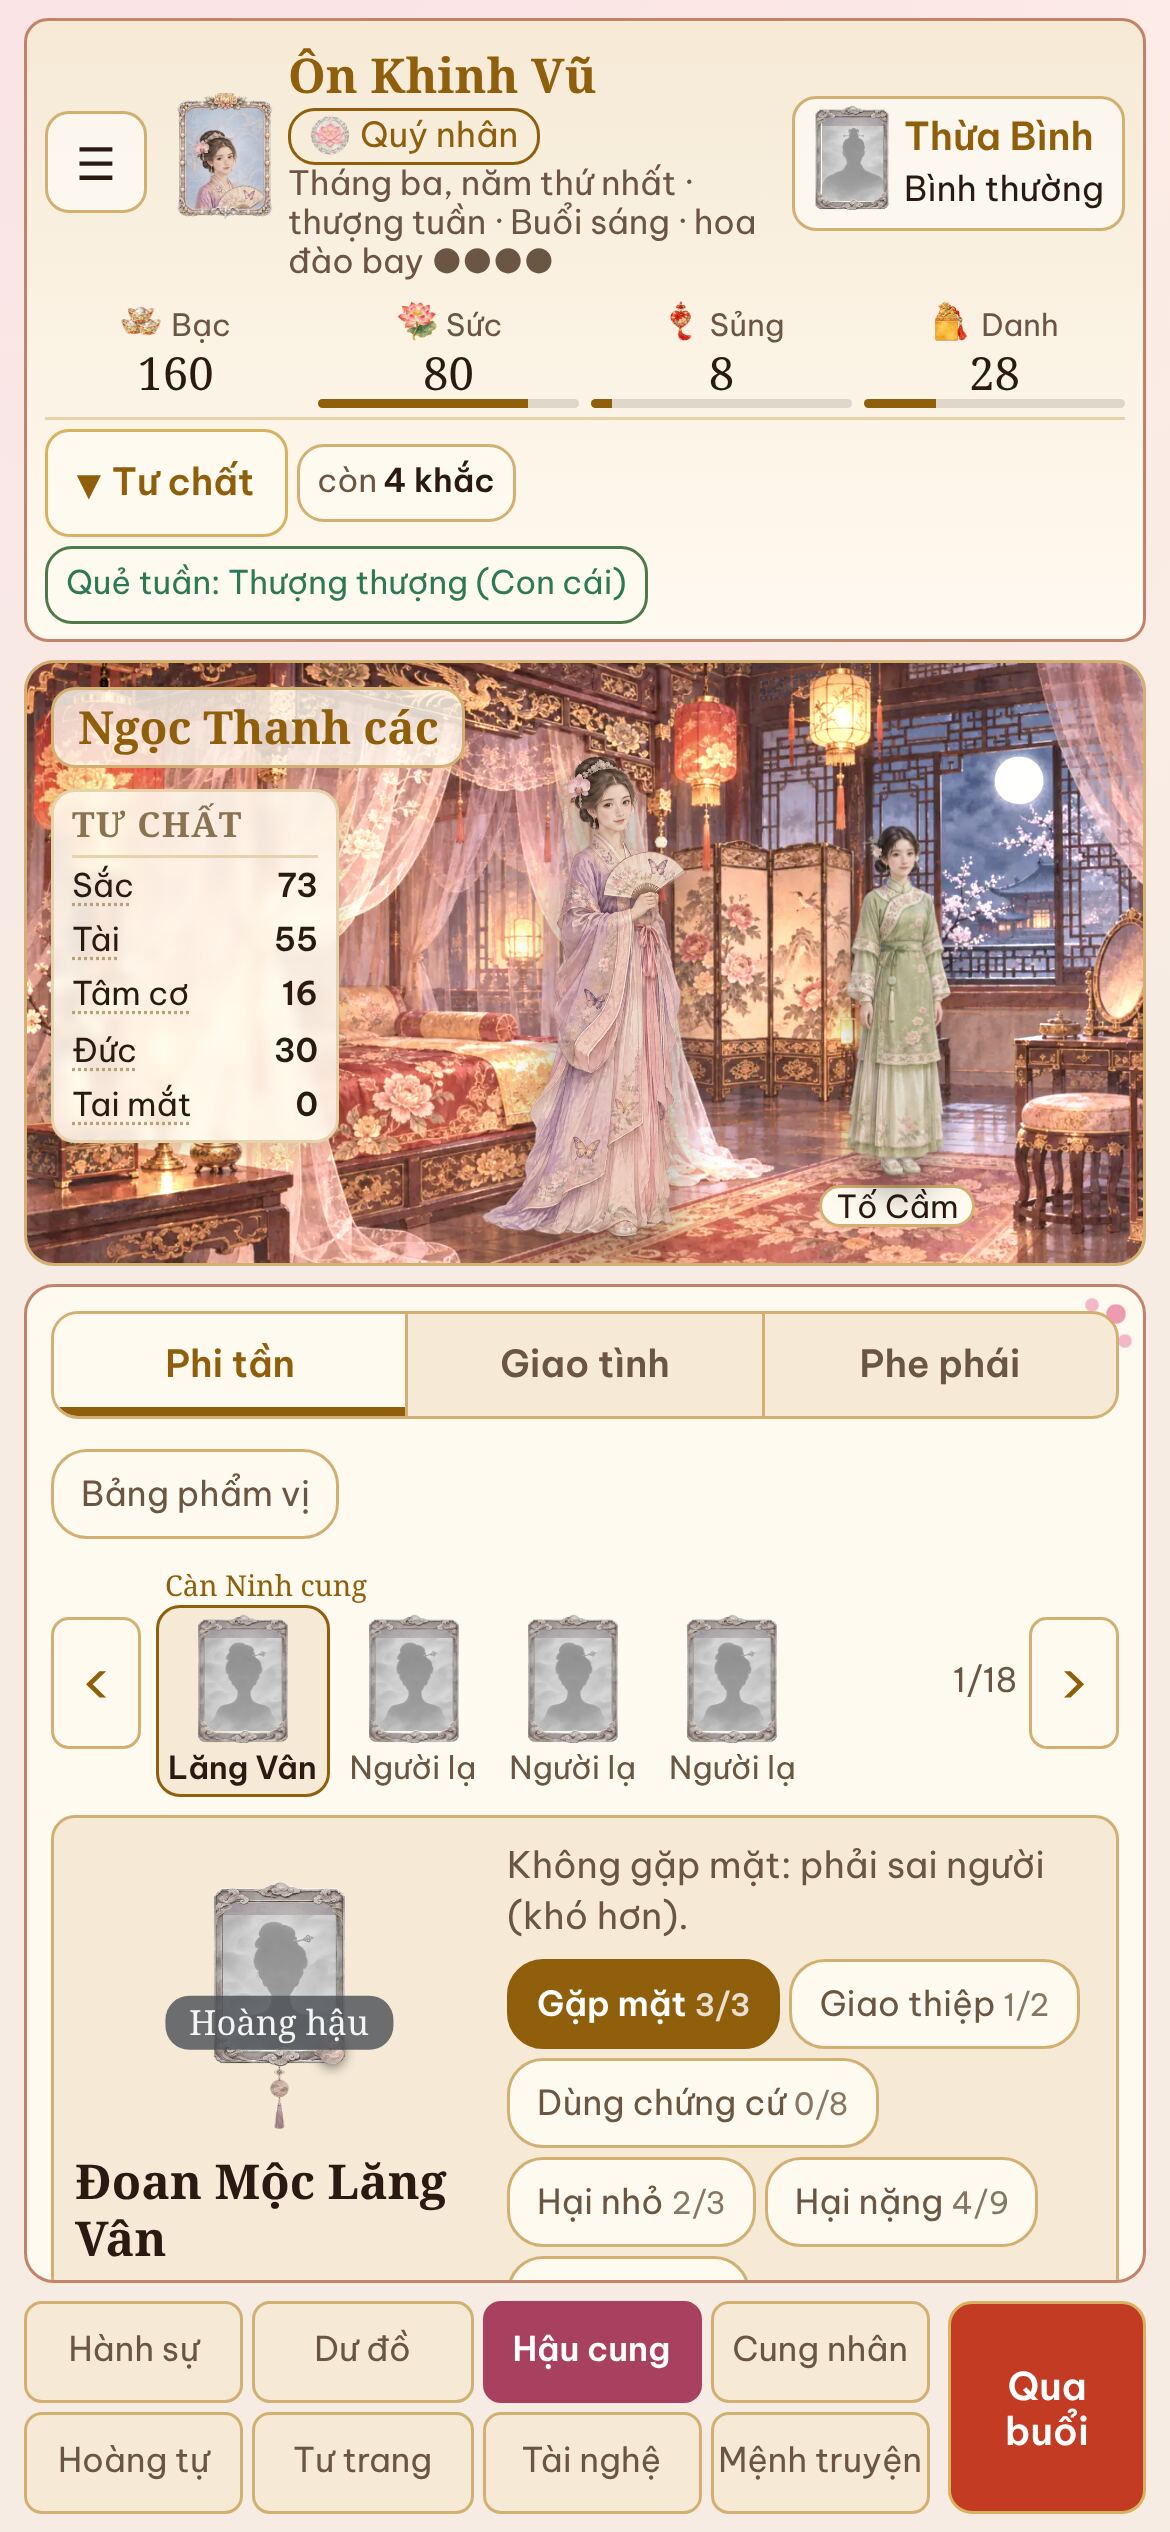 ☰
Ôn Khinh Vũ
Quý nhân
Tháng ba, năm thứ nhất ·
thượng tuần · Buổi sáng · hoa
đào bay ●●●●
Thừa Bình
Bình thường
Bạc
160
Sức
80
Sủng
8
Danh
28
▼ Tư chất
còn 4 khắc
Quẻ tuần: Thượng thượng (Con cái)
Ngọc Thanh các
TƯ CHẤT
Sắc 73
Tài 55
Tâm cơ 16
Đức 30
Tai mắt 0
Tố Cầm
Phi tần
Giao tình
Phe phái
Bảng phẩm vị
Càn Ninh cung
‹
Lăng Vân
Người lạ
Người lạ
Người lạ
1/18
›
Hoàng hậu
Đoan Mộc Lăng
Vân
Không gặp mặt: phải sai người
(khó hơn).
Gặp mặt 3/3
Giao thiệp 1/2
Dùng chứng cứ 0/8
Hại nhỏ 2/3
Hại nặng 4/9
Hành sự
Dư đồ
Hậu cung
Cung nhân
Hoàng tự
Tư trang
Tài nghệ
Mệnh truyện
Qua
buổi